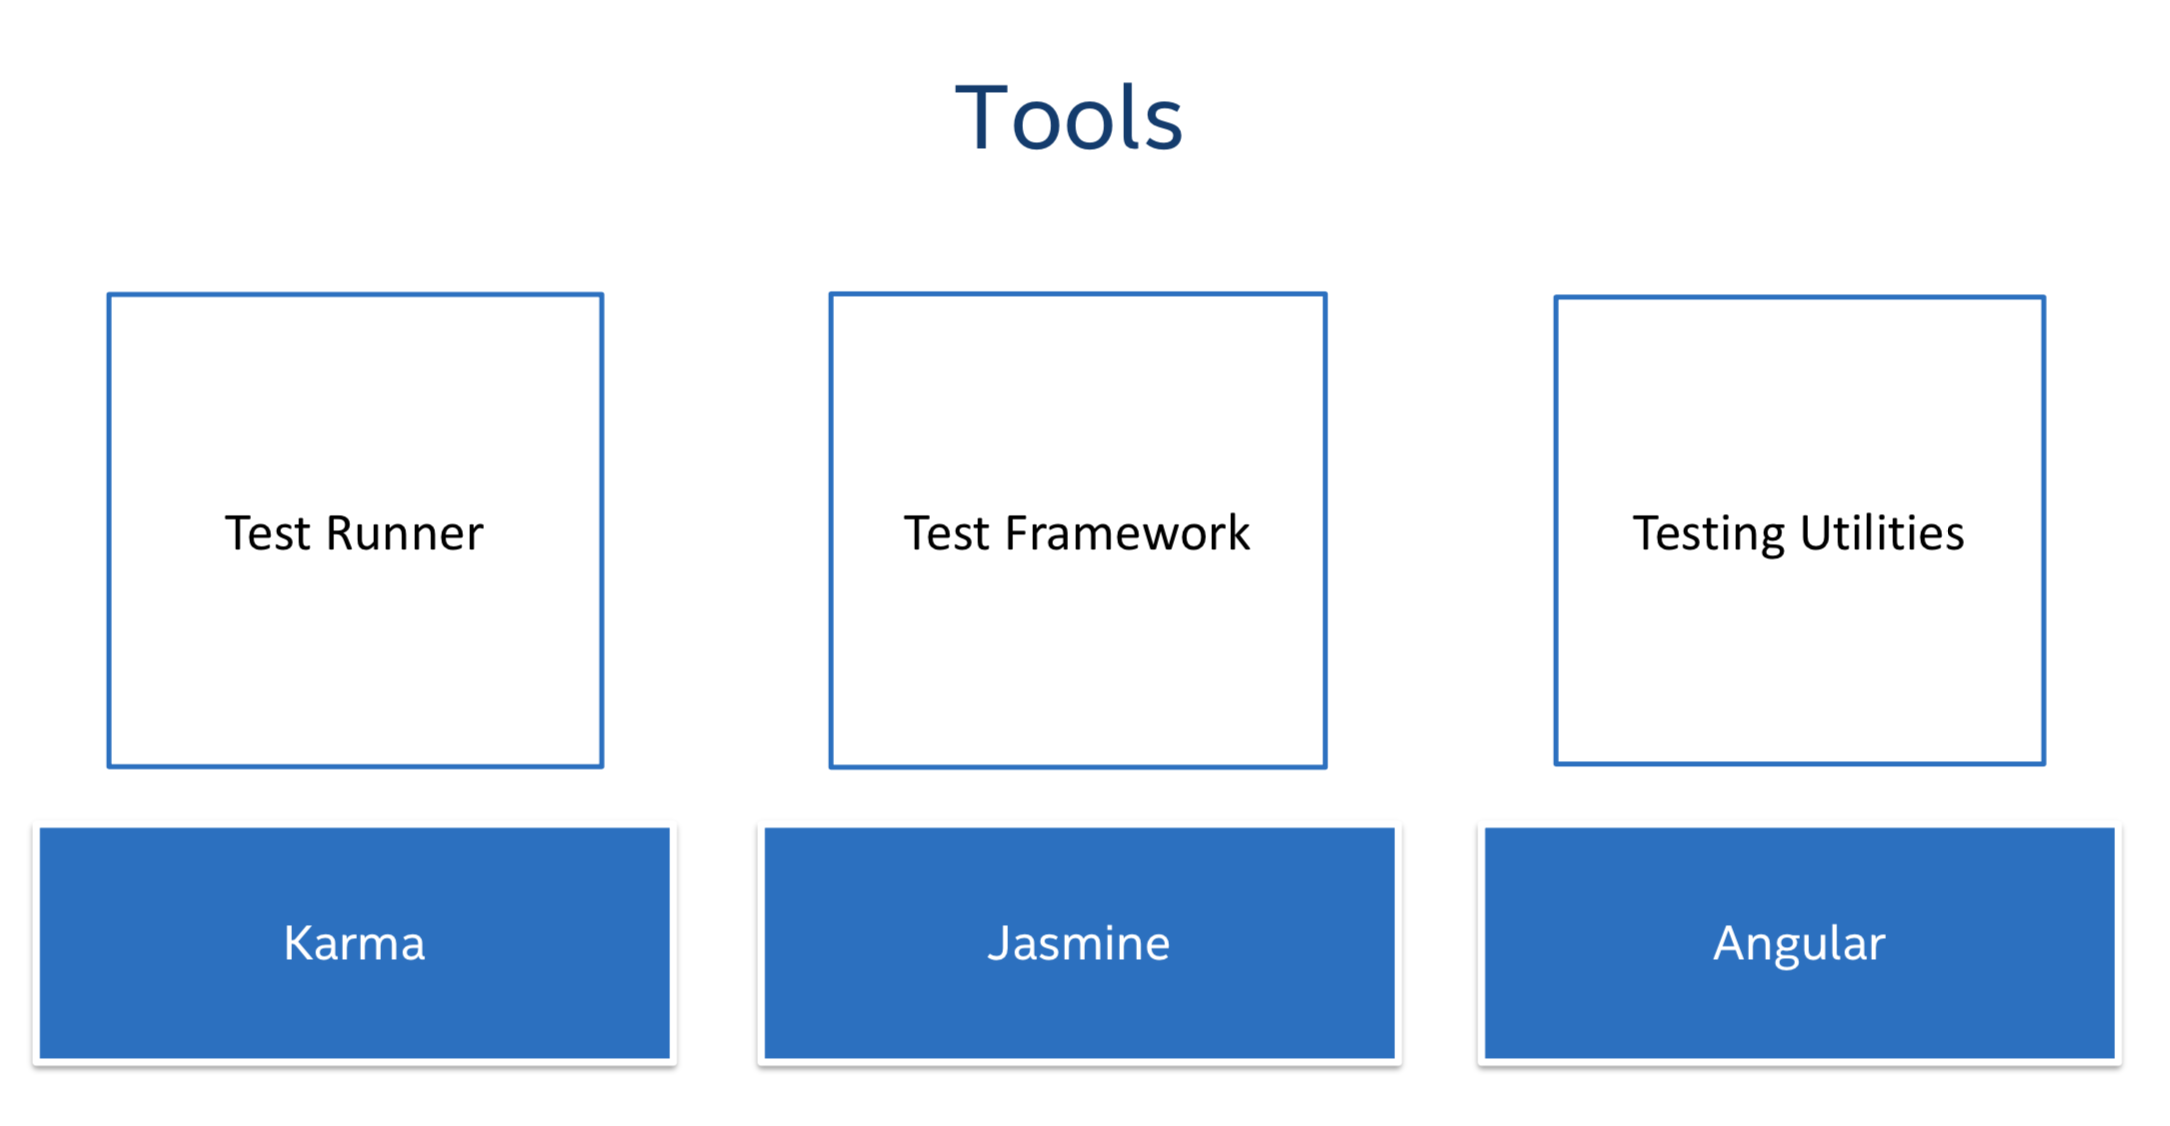 Tools
Test Runner
Test Framework
Testing Utilities
Karma
Jasmine
Angular